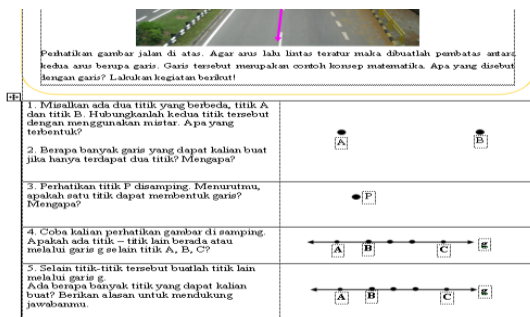 Perhatikan gambar jalan di atas. Agar arus lalu lintas teratur maka dibuatlah pembatas antara
kedua arus berupa garis. Garis tersebut merupakan contoh konsep matematika. Apa yang disebut
dengan garis? Lakukan kegiatan berikut!
1. Misalkan ada dua titik yang berbeda, titik A
dan titik B. Hubungkanlah kedua titik tersebut
dengan menggunakan mistar. Apa yang
terbentuk?
A
B
2. Berapa banyak garis yang dapat kalian buat
jika hanya terdapat dua titik? Mengapa?
3. Perhatikan titik P disamping. Menurutmu,
apakah satu titik dapat membentuk garis?
Mengapa?
P
4. Coba kalian perhatikan gambar di samping.
Apakah ada titik – titik lain berada atau
melalui garis g selain titik A, B, C?
A B C g
5. Selain titik-titik tersebut buatlah titik lain
melalui garis g.
Ada berapa banyak titik yang dapat kalian
buat? Berikan alasan untuk mendukung
jawabanmu.
A B C g